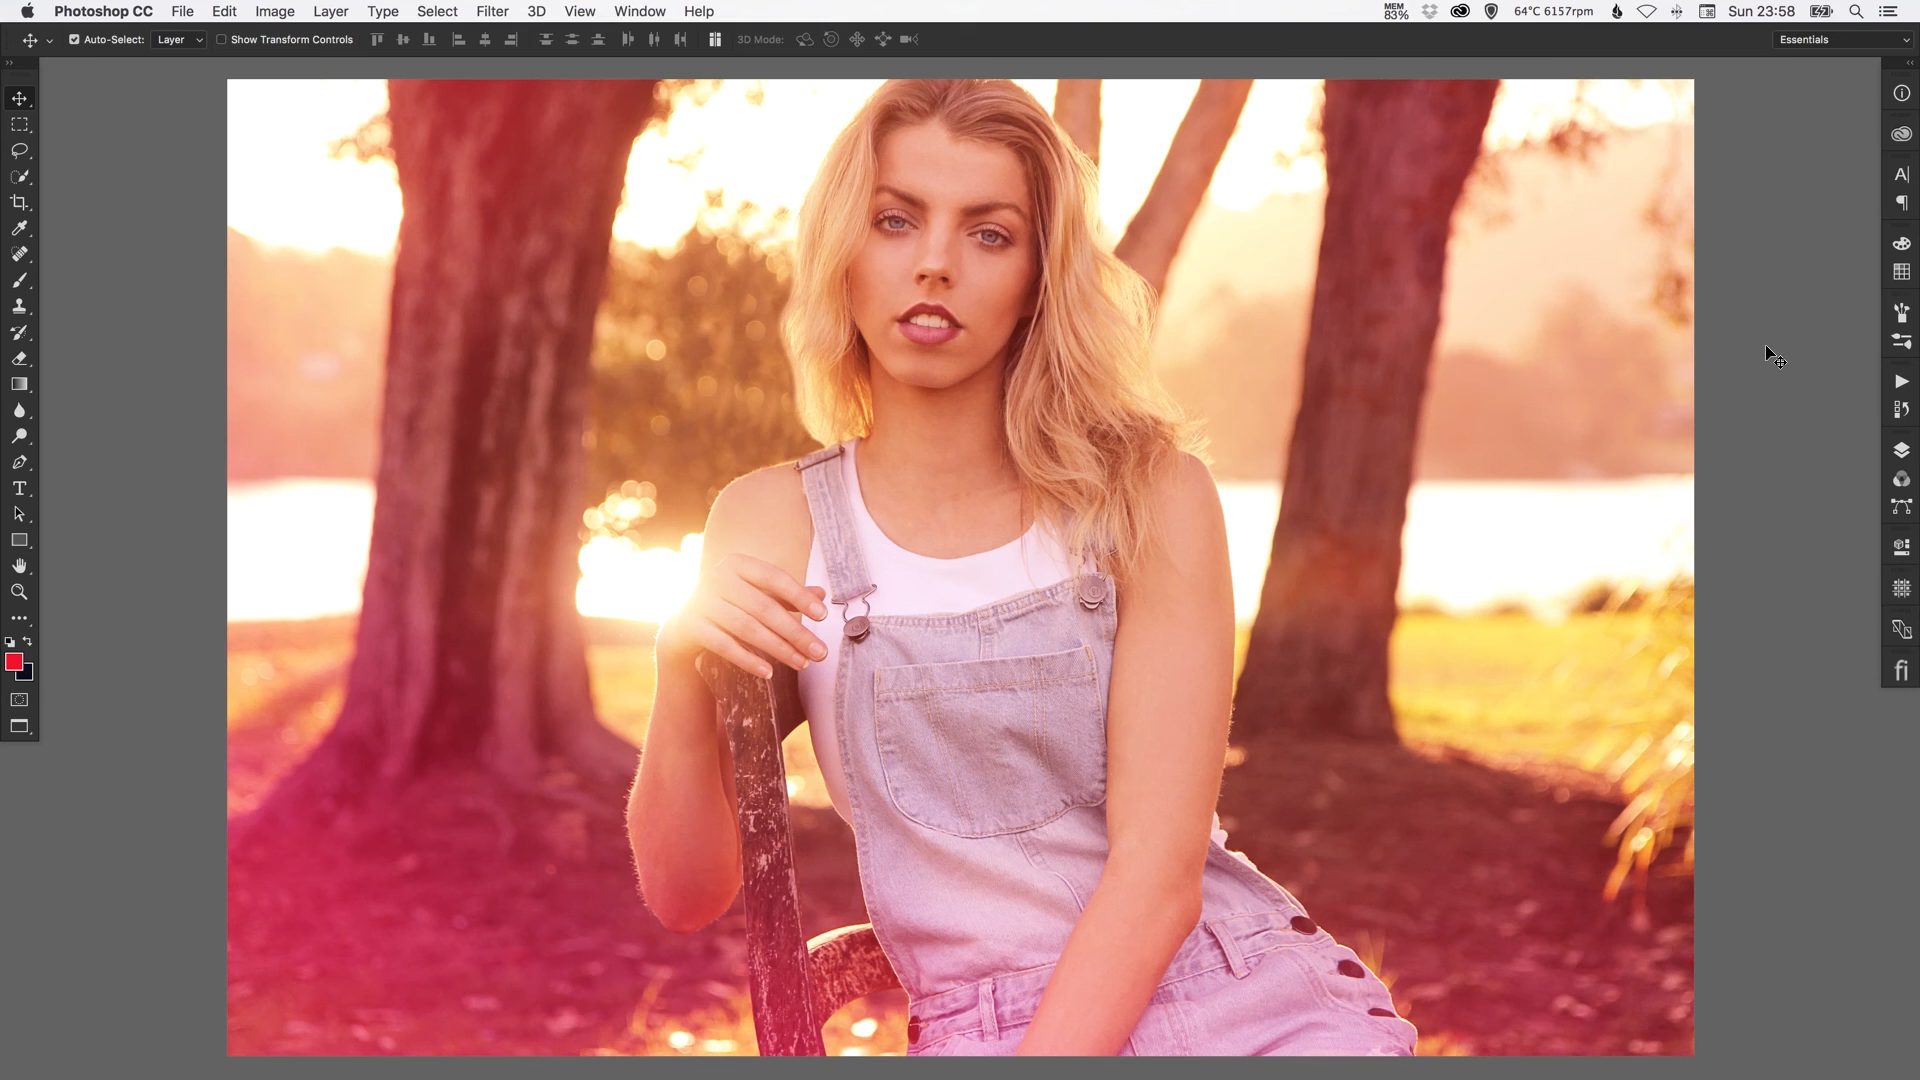 Photoshop CC File Edit Image Layer Type Select Filter 3D View Window Help MEM 83% 64°C 6157rpm Sun 23:58
Auto-Select: Layer Show Transform Controls 3D Mode: Essentials